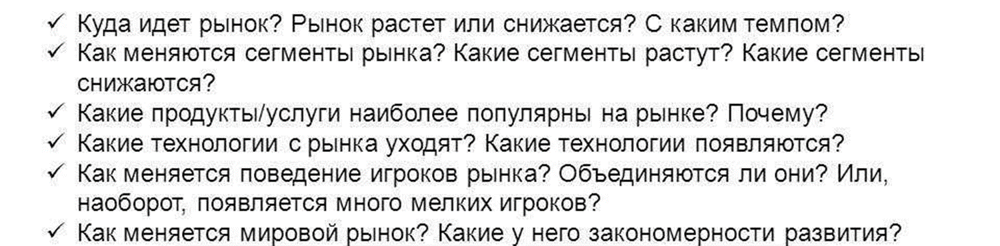 ✓ Куда идет рынок? Рынок растет или снижается? С каким темпом?
✓ Как меняются сегменты рынка? Какие сегменты растут? Какие сегменты
снижаются?
✓ Какие продукты/услуги наиболее популярны на рынке? Почему?
✓ Какие технологии с рынка уходят? Какие технологии появляются?
✓ Как меняется поведение игроков рынка? Объединяются ли они? Или,
наоборот, появляется много мелких игроков?
✓ Как меняется мировой рынок? Какие у него закономерности развития?